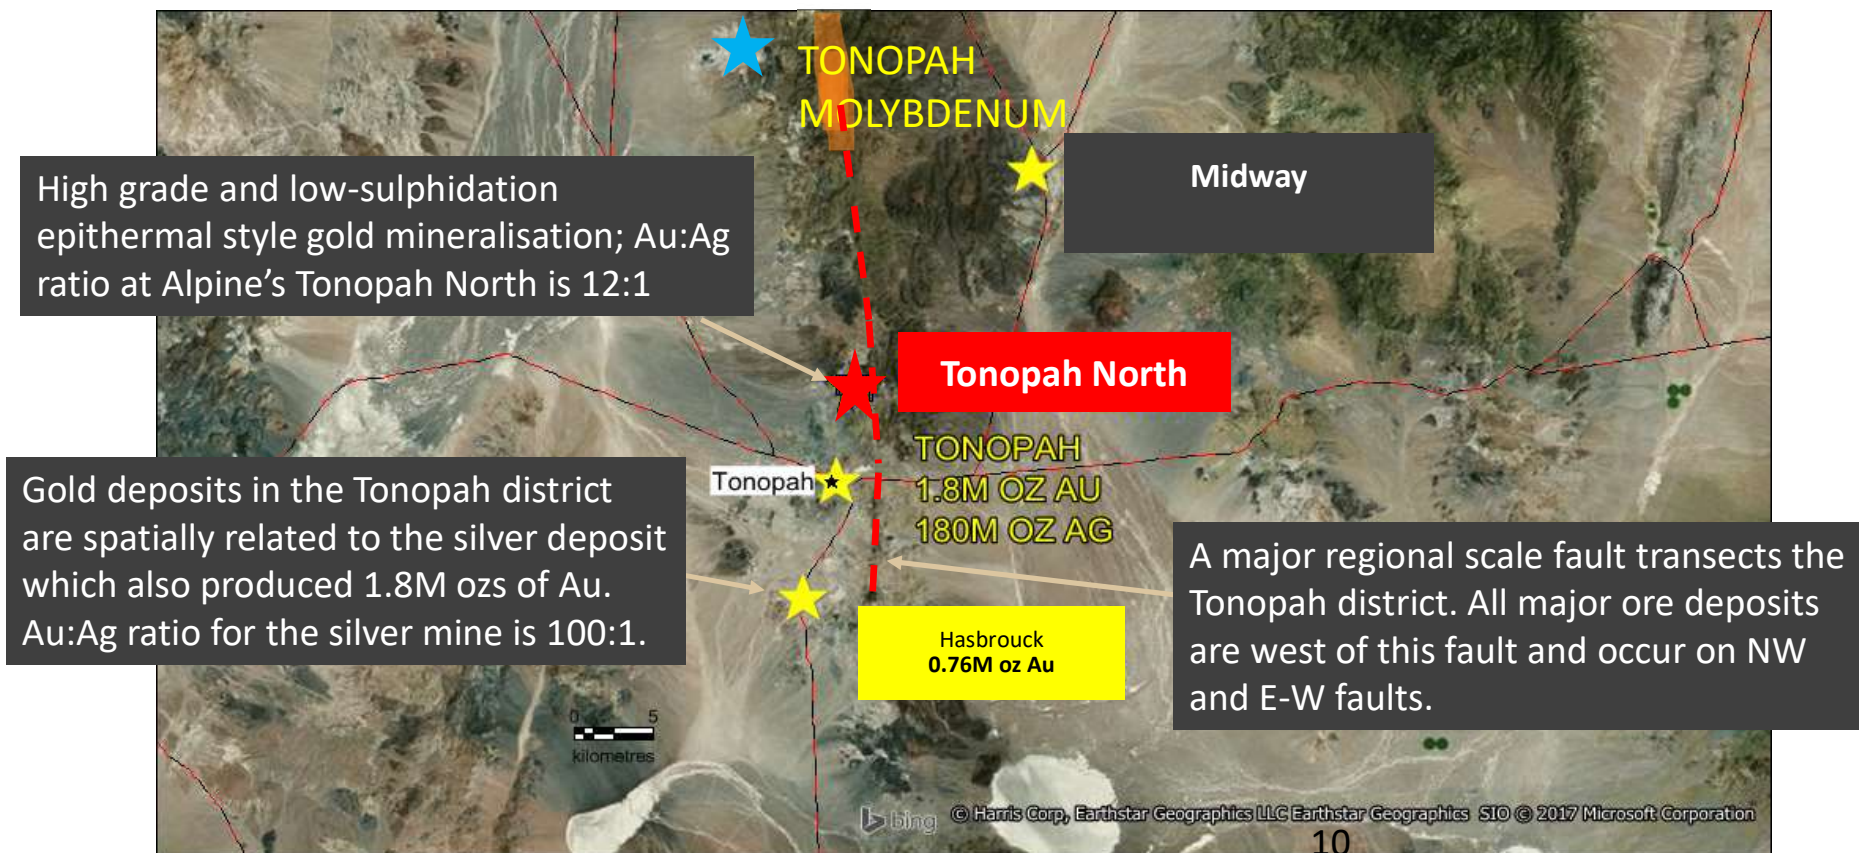 TONOPAH
MOLYBDENUM
Midway
High grade and low-sulphidation
epithermal style gold mineralisation; Au:Ag
ratio at Alpine’s Tonopah North is 12:1
Tonopah North
Tonopah
TONOPAH
1.8M OZ AU
180M OZ AG
Gold deposits in the Tonopah district
are spatially related to the silver deposit
which also produced 1.8M ozs of Au.
Au:Ag ratio for the silver mine is 100:1.
A major regional scale fault transects the
Tonopah district. All major ore deposits
are west of this fault and occur on NW
and E-W faults.
Hasbrouck
0.76M oz Au
0 5
kilometres
bing © Harris Corp, Earthstar Geographics LLC Earthstar Geographics SIO © 2017 Microsoft Corporation
10